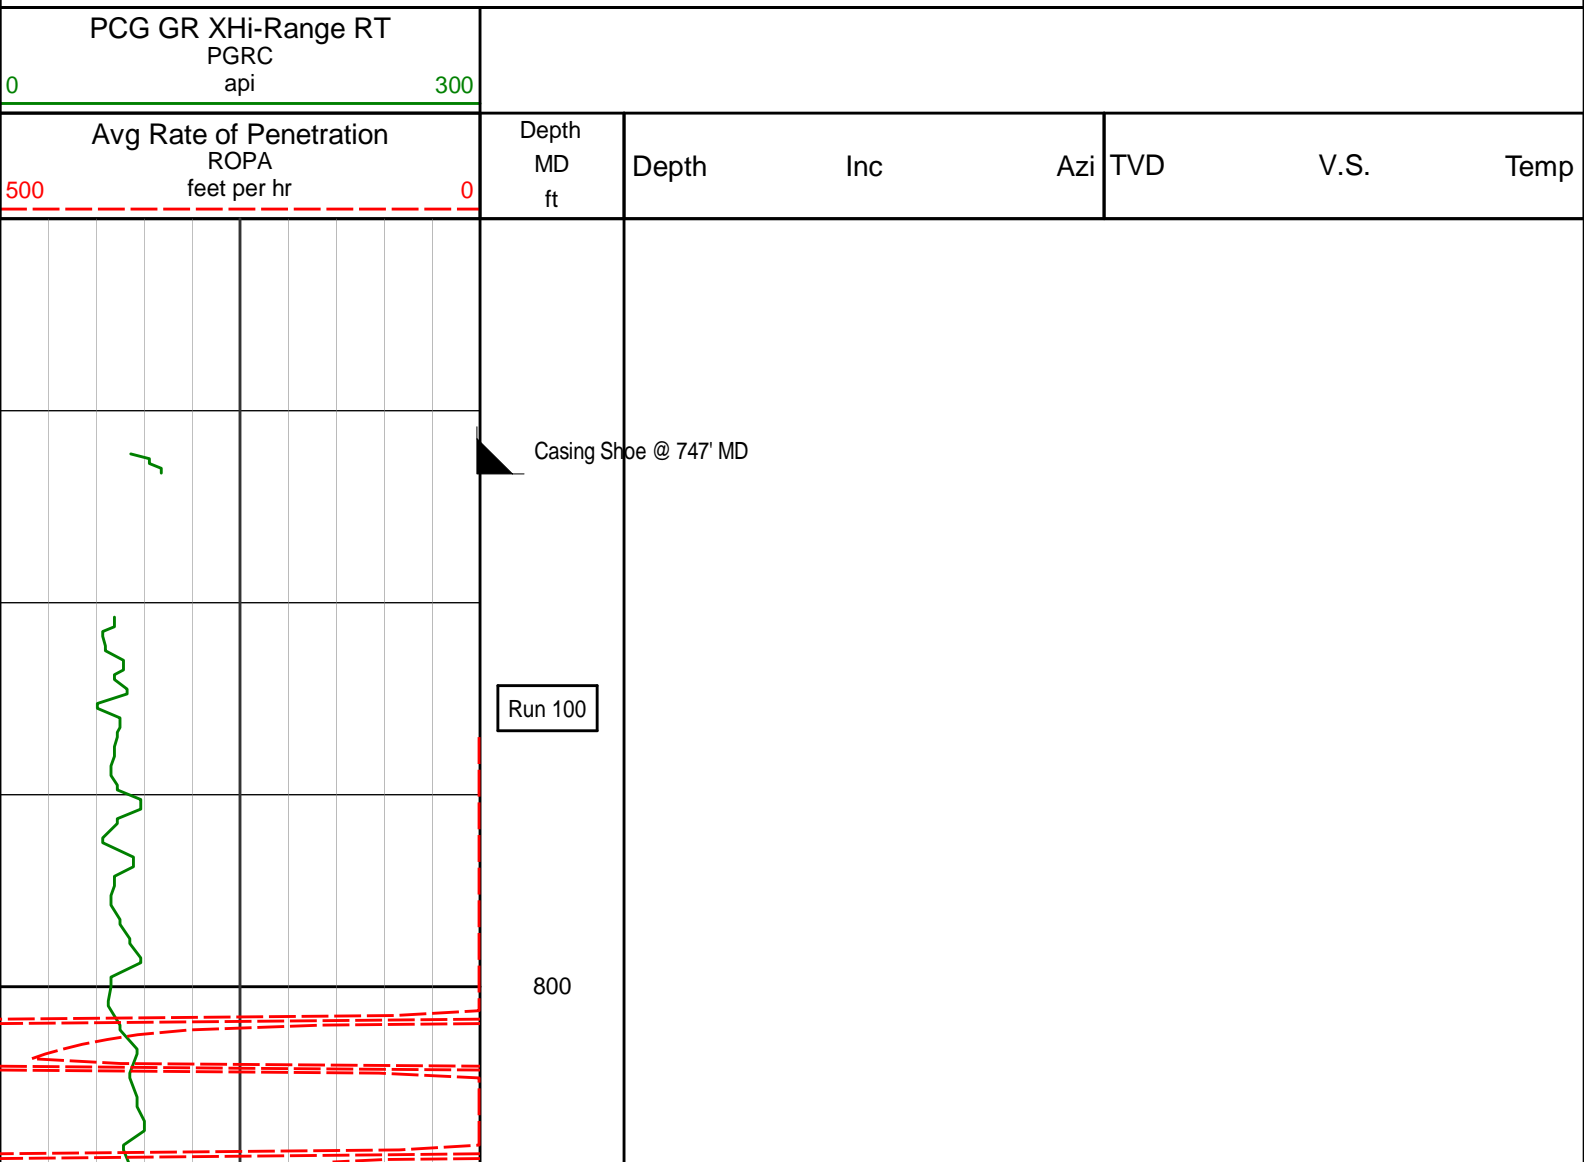 PCG GR XHi-Range RT
PGRC
0 api 300
Avg Rate of Penetration
ROPA
500 feet per hr 0
Depth
MD
ft
Depth Inc Azi TVD V.S. Temp
Casing Shoe @ 747' MD
Run 100
800